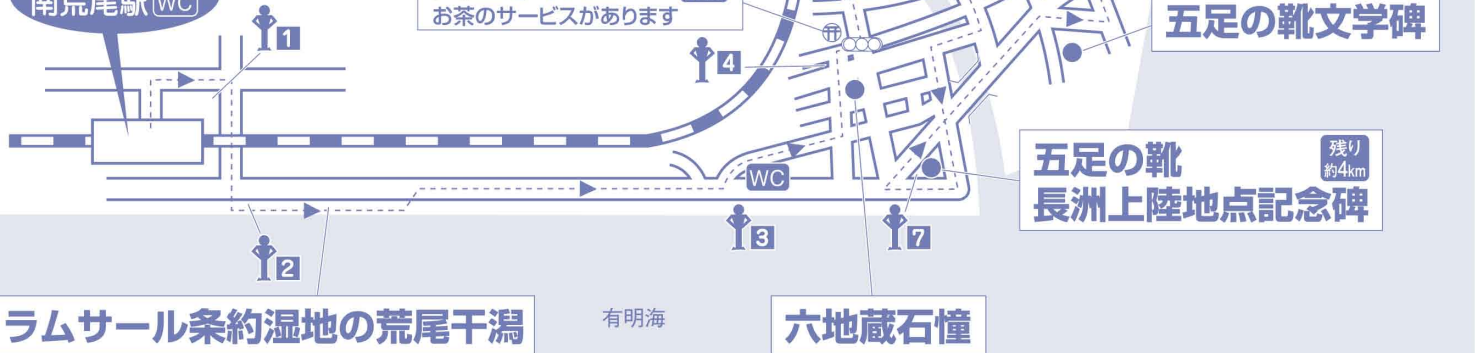 南荒尾駅 WC
お茶のサービスがあります
五足の靴文学碑
1
4
五足の靴
長洲上陸地点記念碑
残り
約4km
WC
3
7
2
ラムサール条約湿地の荒尾干潟
有明海
六地蔵石憧